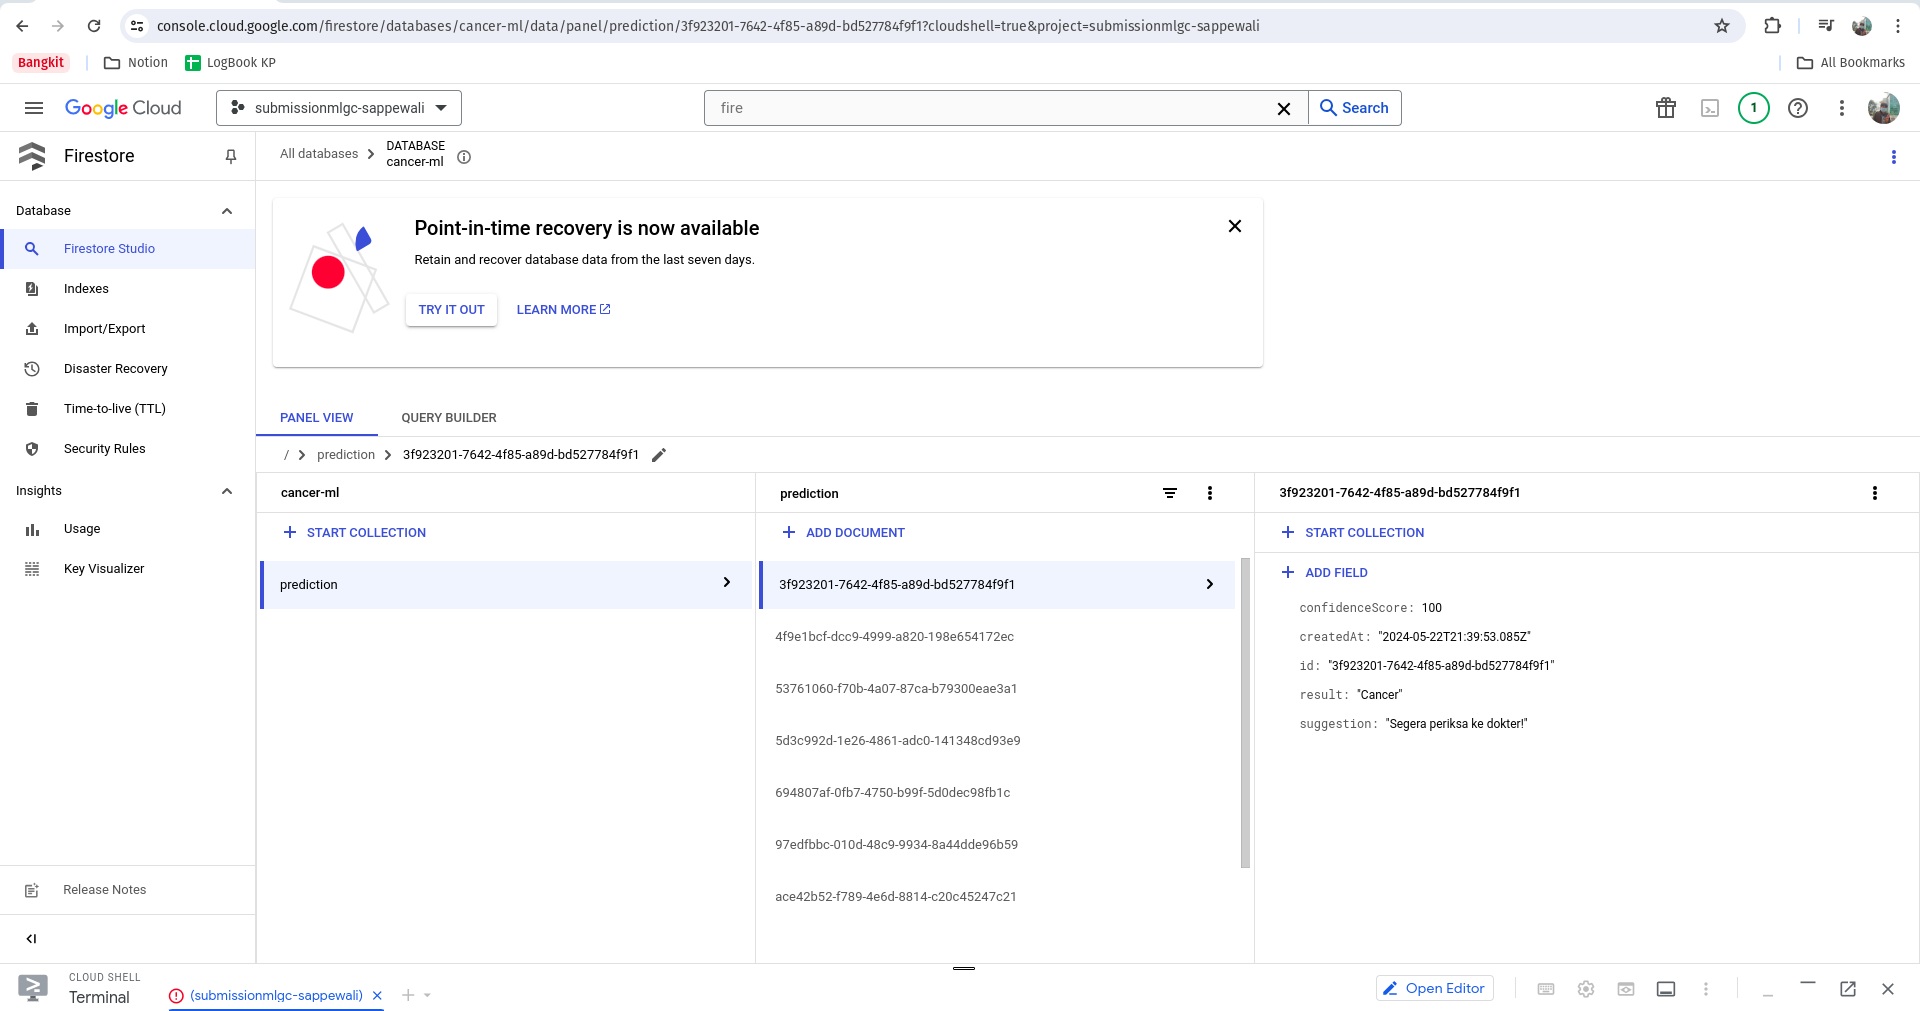 console.cloud.google.com/firestore/databases/cancer-ml/data/panel/prediction/3f923201-7642-4f85-a89d-bd527784f9f1?cloudshell=true&project=submissionmlgc-sappewali
Bangkit Notion LogBook KP All Bookmarks
Google Cloud submissionmlgc-sappewali fire Search 1
Firestore
All databases DATABASE
cancer-ml
Database
Firestore Studio
Indexes
Import/Export
Disaster Recovery
Time-to-live (TTL)
Security Rules
Insights
Usage
Key Visualizer
Release Notes
Point-in-time recovery is now available
Retain and recover database data from the last seven days.
TRY IT OUT LEARN MORE
PANEL VIEW QUERY BUILDER
/ prediction 3f923201-7642-4f85-a89d-bd527784f9f1
cancer-ml
START COLLECTION
prediction
prediction
ADD DOCUMENT
3f923201-7642-4f85-a89d-bd527784f9f1
4f9e1bcf-dcc9-4999-a820-198e654172ec
53761060-f70b-4a07-87ca-b79300eae3a1
5d3c992d-1e26-4861-adc0-141348cd93e9
694807af-0fb7-4750-b99f-5d0dec98fb1c
97edfbbc-010d-48c9-9934-8a44dde96b59
ace42b52-f789-4e6d-8814-c20c45247c21
3f923201-7642-4f85-a89d-bd527784f9f1
START COLLECTION
ADD FIELD
confidenceScore: 100
createdAt: "2024-05-22T21:39:53.085Z"
id: "3f923201-7642-4f85-a89d-bd527784f9f1"
result: "Cancer"
suggestion: "Segera periksa ke dokter!"
CLOUD SHELL
Terminal (submissionmlgc-sappewali) Open Editor